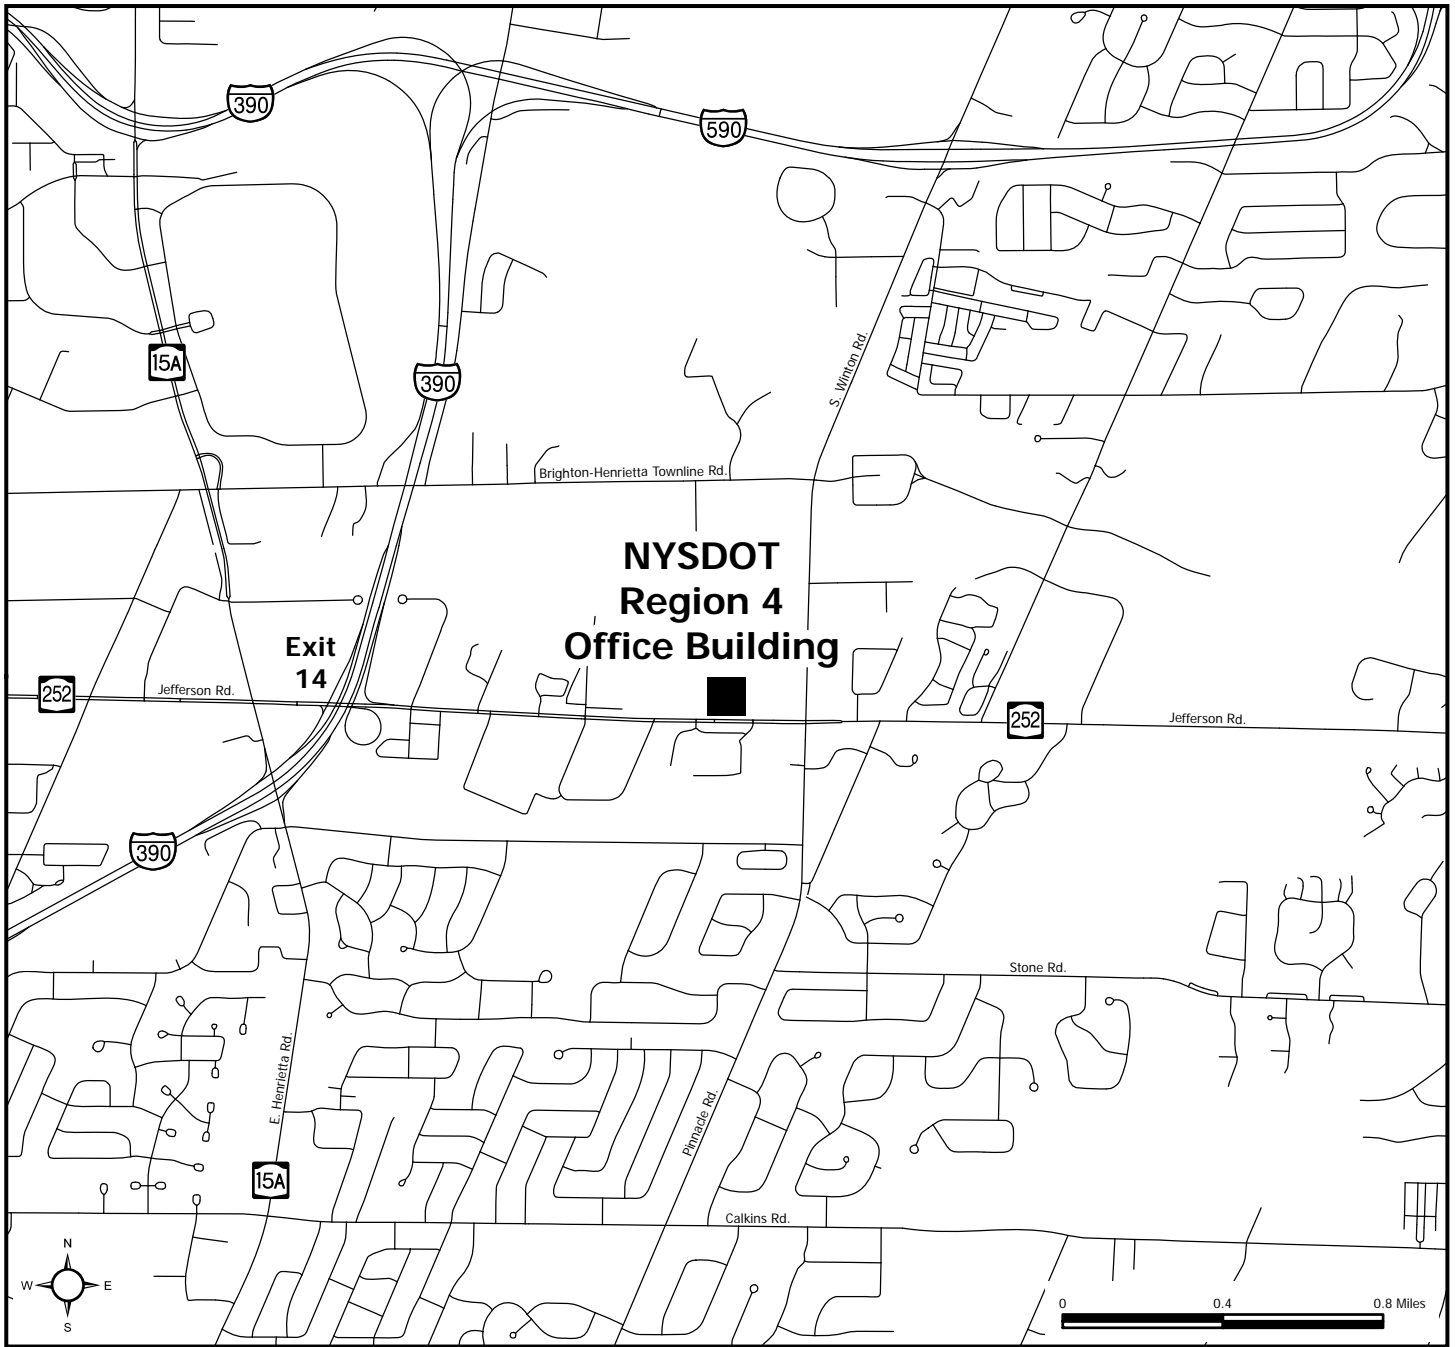 390
590
15A
390
S. Winton Rd.
Brighton-Henrietta Townline Rd.
NYSDOT
Region 4
Office Building
Exit
14
252
Jefferson Rd.
252
Jefferson Rd.
390
Stone Rd.
E. Henrietta Rd.
Pinnacle Rd.
15A
Calkins Rd.
N
W E
S
0 0.4 0.8 Miles